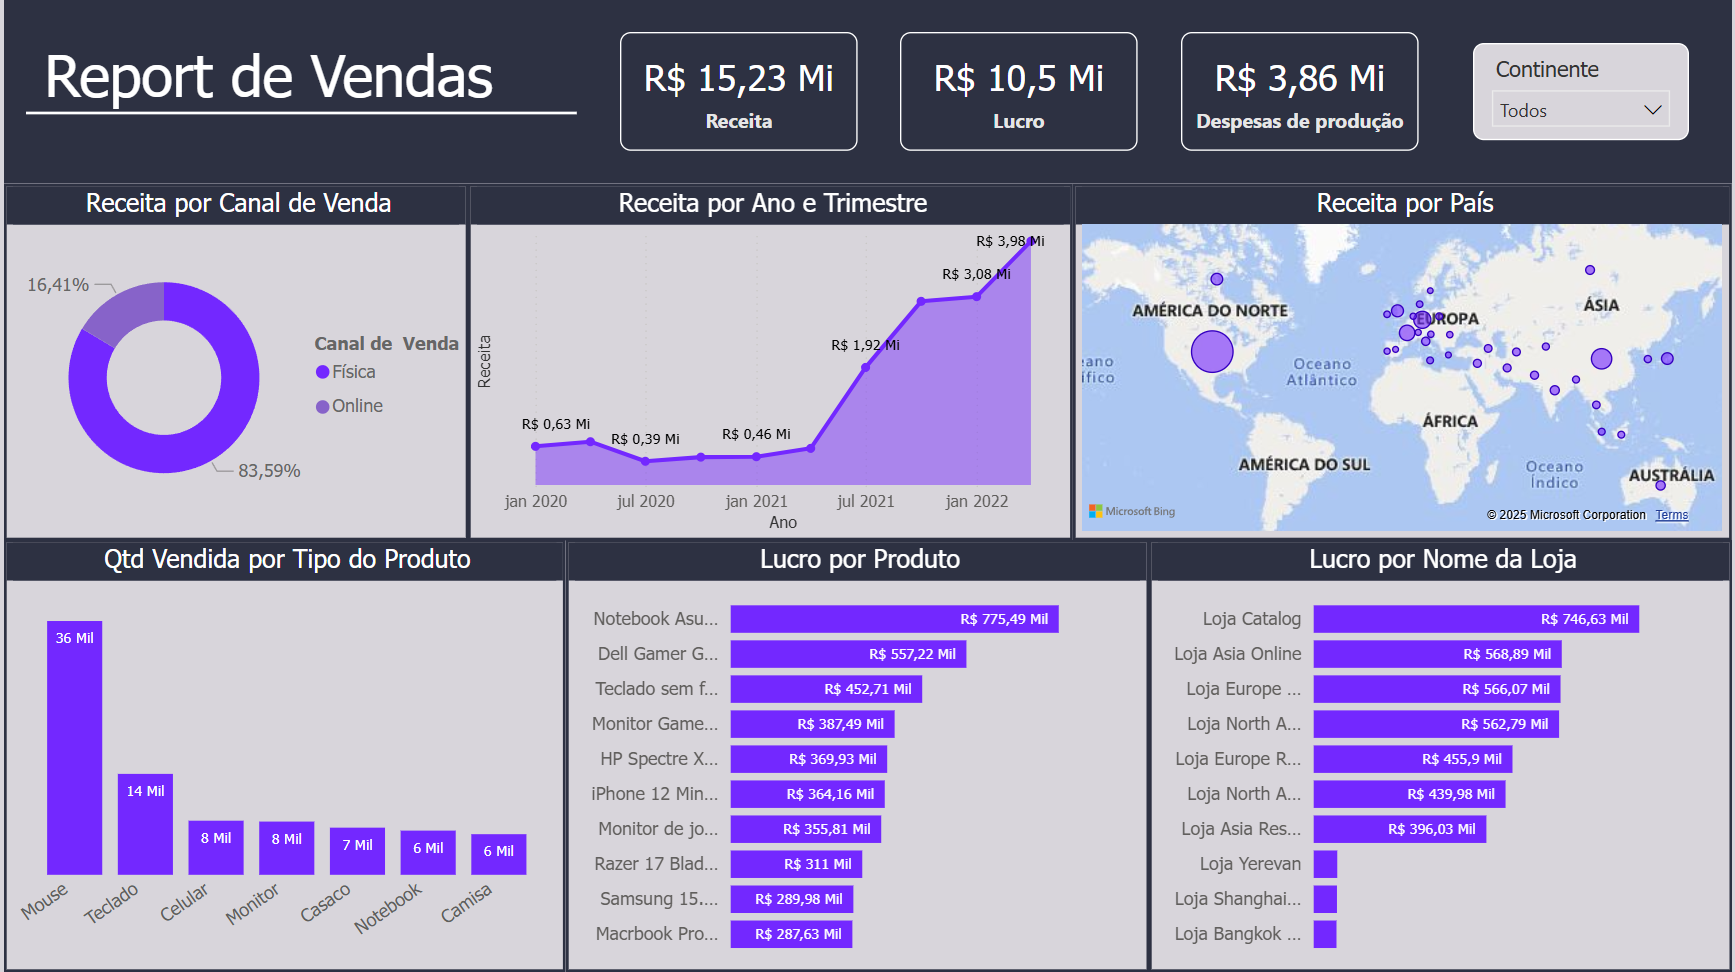 Report de Vendas
R$ 15,23 Mi
Receita
R$ 10,5 Mi
Lucro
R$ 3,86 Mi
Despesas de produção
Continente
Todos
Receita por Canal de Venda
16,41%
83,59%
Canal de Venda
Física
Online
Receita por Ano e Trimestre
Receita
R$ 0,63 Mi
R$ 0,39 Mi
R$ 0,46 Mi
R$ 1,92 Mi
R$ 3,08 Mi
R$ 3,98 Mi
jan 2020
jul 2020
jan 2021
jul 2021
jan 2022
Ano
Receita por País
AMÉRICA DO NORTE
EUROPA
ÁSIA
eano
ífico
Oceano
Atlântico
ÁFRICA
AMÉRICA DO SUL
Oceano
Índico
AUSTRÁLIA
Microsoft Bing
© 2025 Microsoft Corporation Terms
Qtd Vendida por Tipo do Produto
36 Mil
14 Mil
8 Mil
8 Mil
7 Mil
6 Mil
6 Mil
Mouse
Teclado
Celular
Monitor
Casaco
Notebook
Camisa
Lucro por Produto
Notebook Asu... R$ 775,49 Mil
Dell Gamer G... R$ 557,22 Mil
Teclado sem f... R$ 452,71 Mil
Monitor Game... R$ 387,49 Mil
HP Spectre X... R$ 369,93 Mil
iPhone 12 Min... R$ 364,16 Mil
Monitor de jo... R$ 355,81 Mil
Razer 17 Blad... R$ 311 Mil
Samsung 15.... R$ 289,98 Mil
Macrbook Pro... R$ 287,63 Mil
Lucro por Nome da Loja
Loja Catalog R$ 746,63 Mil
Loja Asia Online R$ 568,89 Mil
Loja Europe ... R$ 566,07 Mil
Loja North A... R$ 562,79 Mil
Loja Europe R... R$ 455,9 Mil
Loja North A... R$ 439,98 Mil
Loja Asia Res... R$ 396,03 Mil
Loja Yerevan
Loja Shanghai...
Loja Bangkok ...